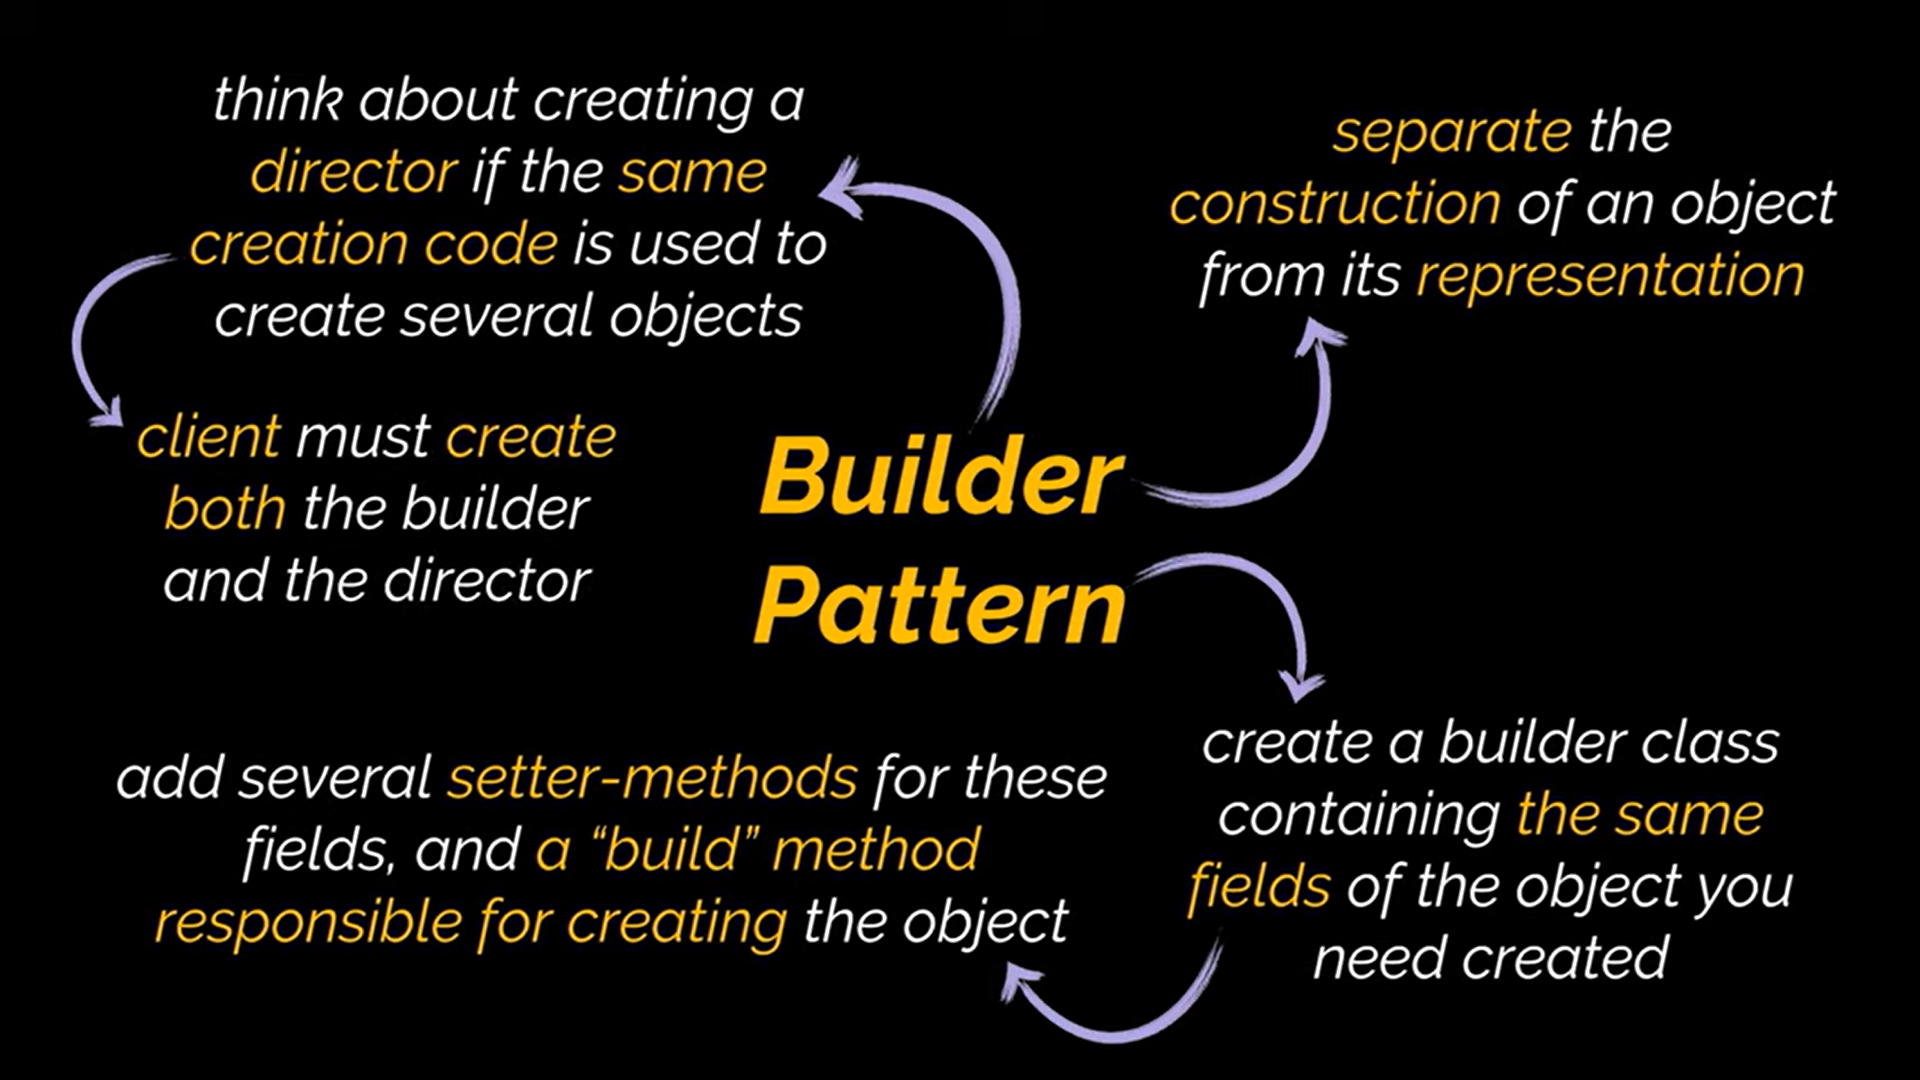 think about creating a
director if the same
creation code is used to
create several objects
separate the
construction of an object
from its representation
client must create
both the builder
and the director
Builder
Pattern
add several setter-methods for these
fields, and a “build” method
responsible for creating the object
create a builder class
containing the same
fields of the object you
need created